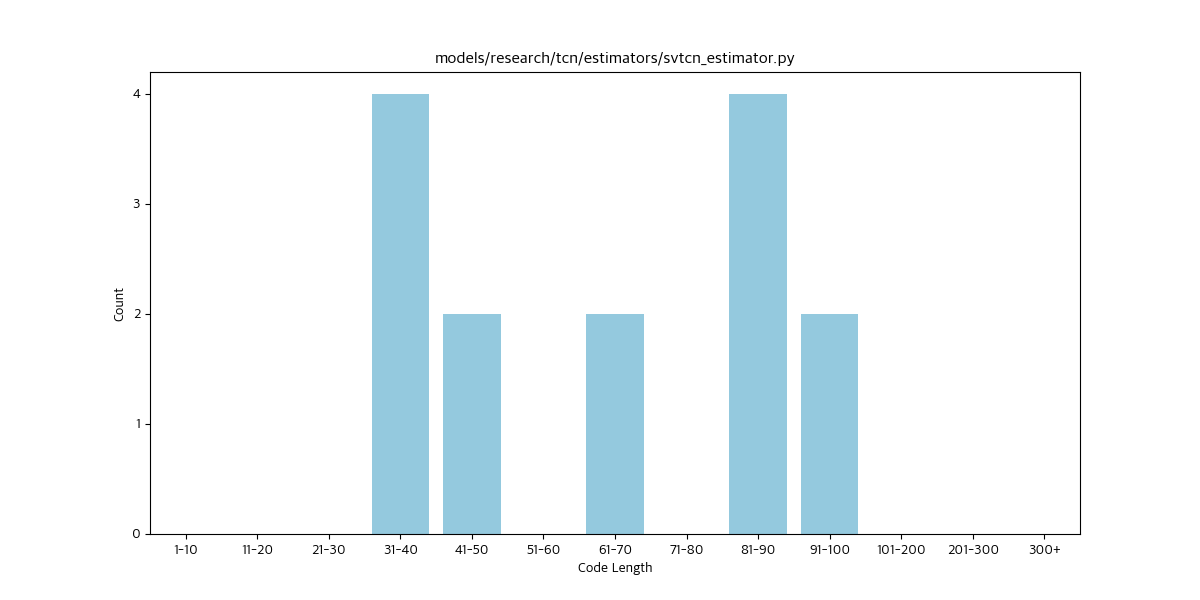 models/research/tcn/estimators/svtcn_estimator.py
4
3
2
1
0
Count
1-10 11-20 21-30 31-40 41-50 51-60 61-70 71-80 81-90 91-100 101-200 201-300 300+
Code Length